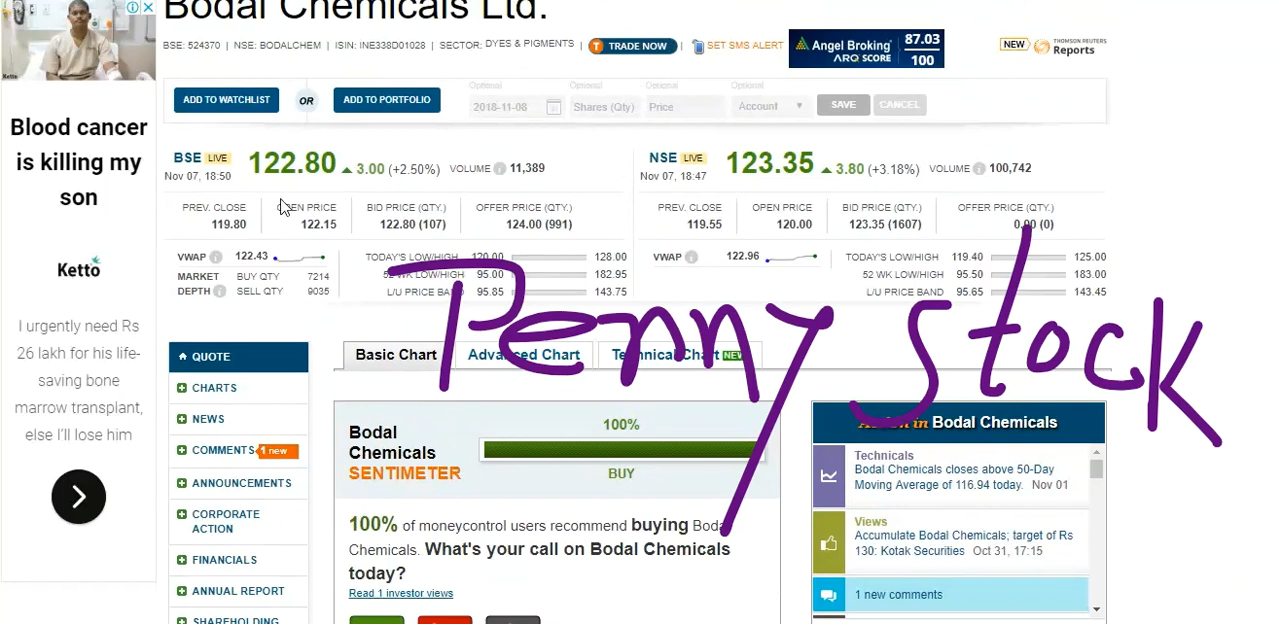 Bodal Chemicals Ltd.
BSE: 524370 | NSE: BODALCHEM | ISIN: INE338D01028 | SECTOR: DYES & PIGMENTS | TRADE NOW | SET SMS ALERT
Angel Broking ARQ SCORE 87.03 100
NEW THOMSON REUTERS Reports
Ketto
ADD TO WATCHLIST OR ADD TO PORTFOLIO
Optional Optional Optional Optional
2018-11-08 Shares (Qty) Price Account SAVE CANCEL
Blood cancer
is killing my
son
Ketto
I urgently need Rs
26 lakh for his life-
saving bone
marrow transplant,
else I'll lose him
BSE LIVE 122.80 3.00 (+2.50%) VOLUME 11,389
Nov 07, 18:50
PREV. CLOSE OPEN PRICE BID PRICE (QTY.) OFFER PRICE (QTY.)
119.80 122.15 122.80 (107) 124.00 (991)
VWAP 122.43 TODAY'S LOW/HIGH 120.00 128.00
MARKET BUY QTY 7214 52 WK LOW/HIGH 95.00 182.95
DEPTH SELL QTY 9035 L/U PRICE BAND 95.85 143.75
NSE LIVE 123.35 3.80 (+3.18%) VOLUME 100,742
Nov 07, 18:47
PREV. CLOSE OPEN PRICE BID PRICE (QTY.) OFFER PRICE (QTY.)
119.55 120.00 123.35 (1607) 0.00 (0)
VWAP 122.96 TODAY'S LOW/HIGH 119.40 125.00
52 WK LOW/HIGH 95.50 183.00
L/U PRICE BAND 95.65 143.45
Penny stock
QUOTE
CHARTS
NEWS
COMMENTS 1 new
ANNOUNCEMENTS
CORPORATE
ACTION
FINANCIALS
ANNUAL REPORT
SHAREHOLDING
Basic Chart Advanced Chart Technical Chart NEW
Bodal
Chemicals
SENTIMETER
100%
BUY
100% of moneycontrol users recommend buying Bodal
Chemicals. What's your call on Bodal Chemicals
today?
Read 1 investor views
Action in Bodal Chemicals
Technicals
Bodal Chemicals closes above 50-Day
Moving Average of 116.94 today. Nov 01
Views
Accumulate Bodal Chemicals; target of Rs
130: Kotak Securities Oct 31, 17:15
1 new comments